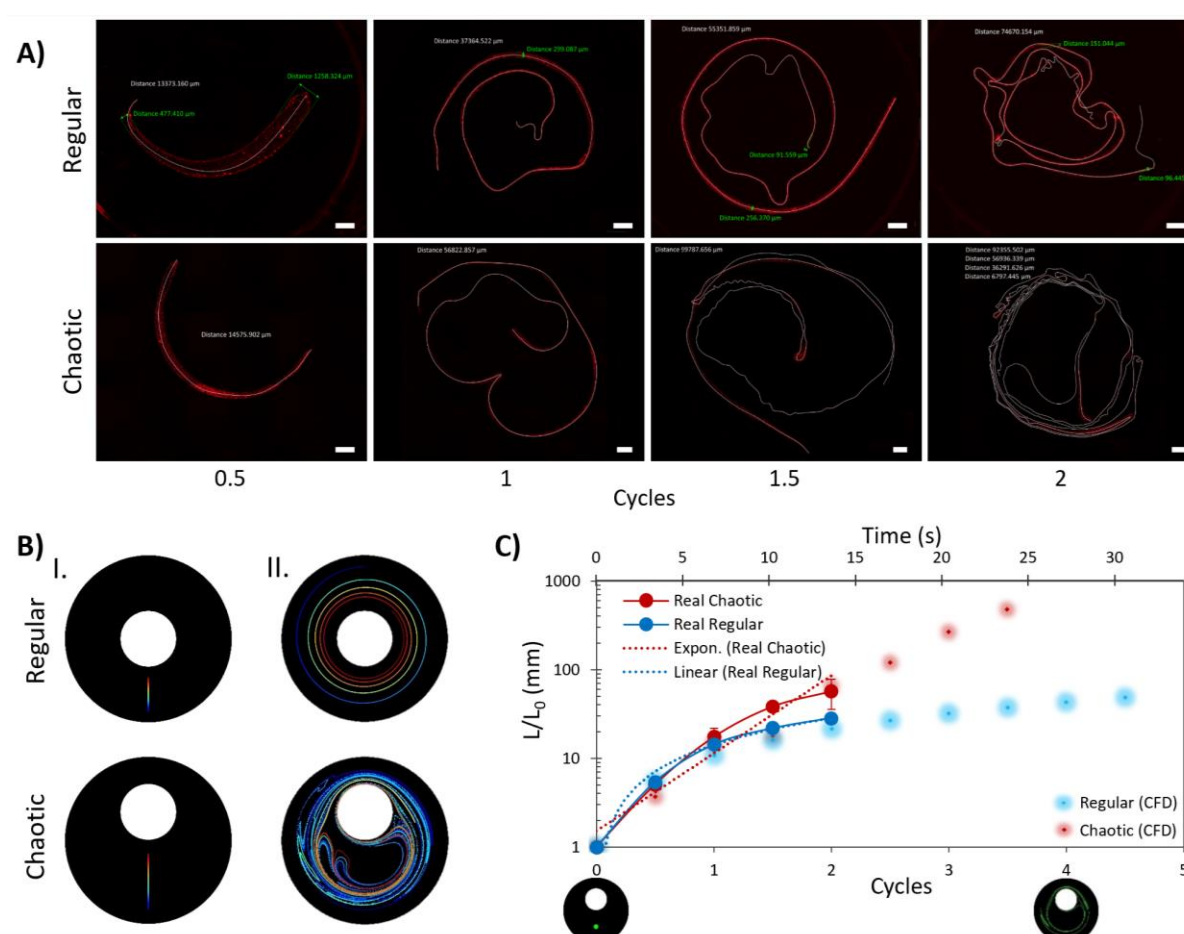 A)
Regular
Distance 13373.160 µm
Distance 477.410 µm
Distance 1258.324 µm
Distance 37364.522 µm
Distance 299.087 µm
Distance 55351.859 µm
Distance 93.559 µm
Distance 256.370 µm
Distance 74670.154 µm
Distance 96.445
Chaotic
Distance 14575.902 µm
Distance 56822.857 µm
Distance 99787.656 µm
Distance 92355.502 µm
Distance 56936.339 µm
Distance 36291.626 µm
Distance 6797.445 µm
0.5
1
1.5
2
Cycles
B)
I.
II.
Regular
Chaotic
C)
Time (s)
0
5
10
15
20
25
30
1000
100
10
1
L/L₀ (mm)
Real Chaotic
Real Regular
Expon. (Real Chaotic)
Linear (Real Regular)
Regular (CFD)
Chaotic (CFD)
0
1
2
3
4
5
Cycles